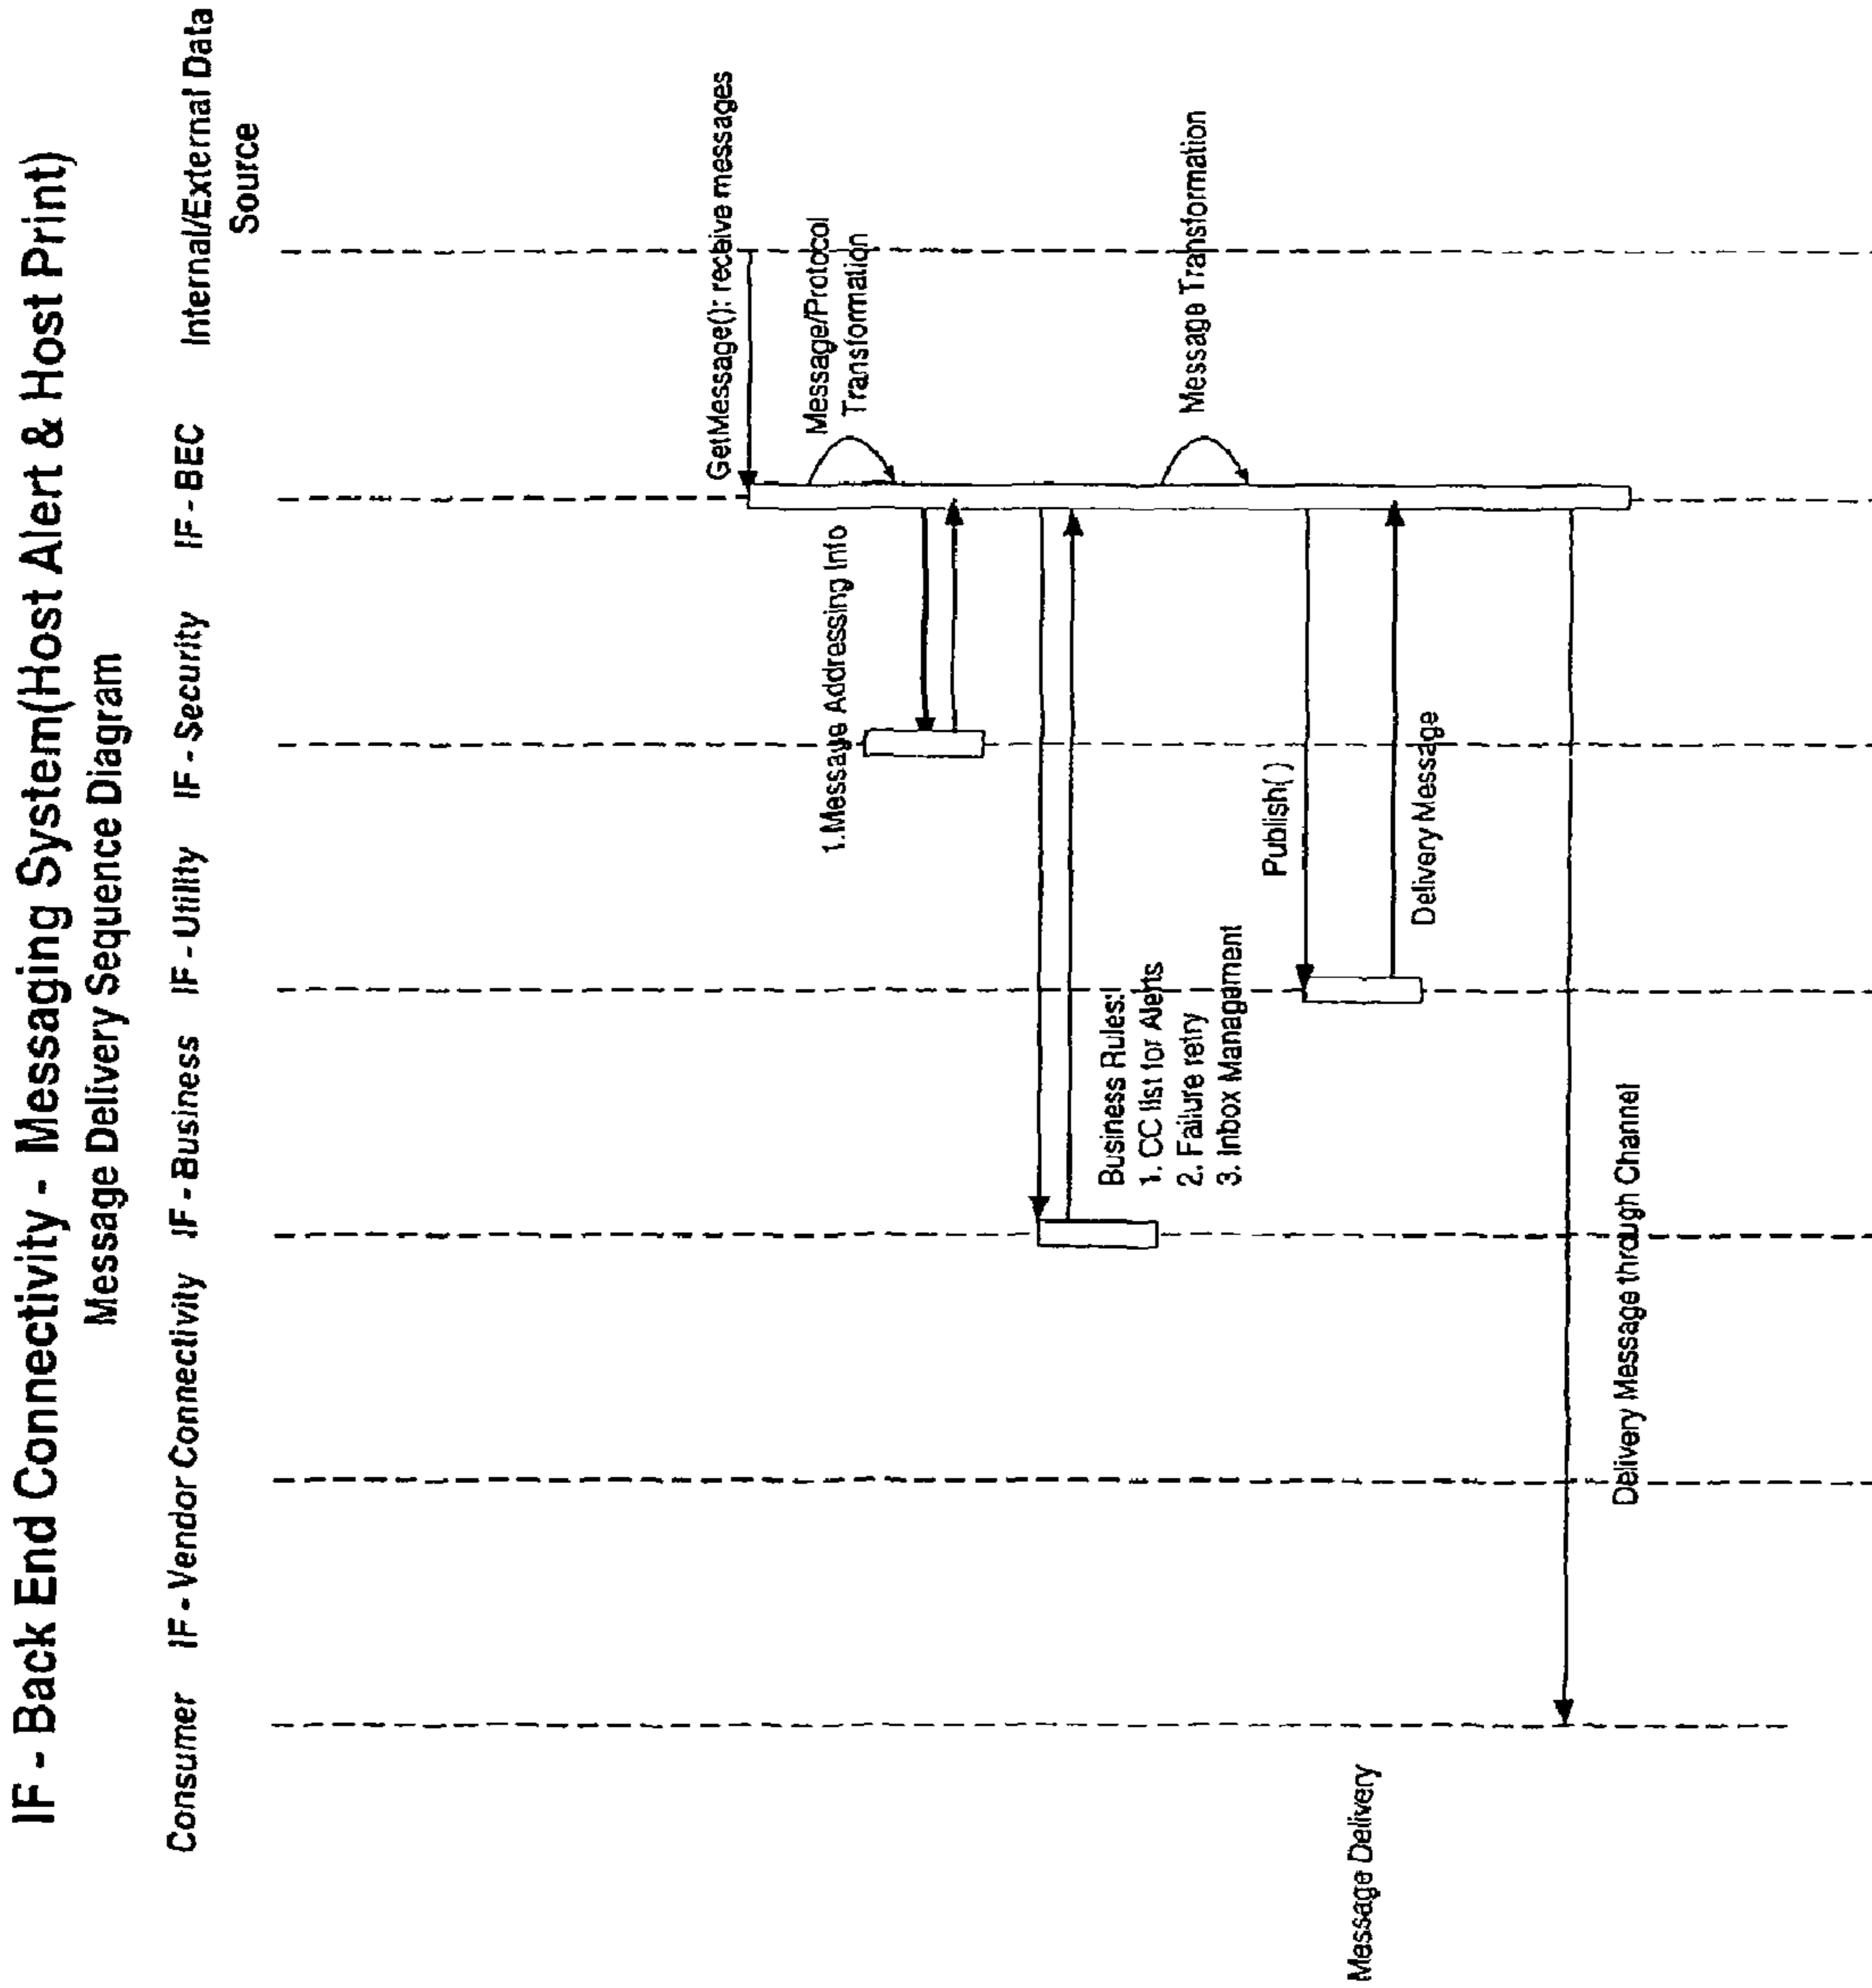 IF - Back End Connectivity - Messaging System(Host Alert & Host Print)
Message Delivery Sequence Diagram
Consumer IF - Vendor Connectivity IF - Business IF - Utility IF - Security IF - BEC Internal/External Data
Source
GetMessage(): receive messages
Message/Protocol
Transformation
1.Message Addressing Info
Business Rules:
1. CC list for Alerts
2. Failure retry
3. Inbox Management
Message Transformation
Publish( )
Delivery Message
Message Delivery
Delivery Message through Channel